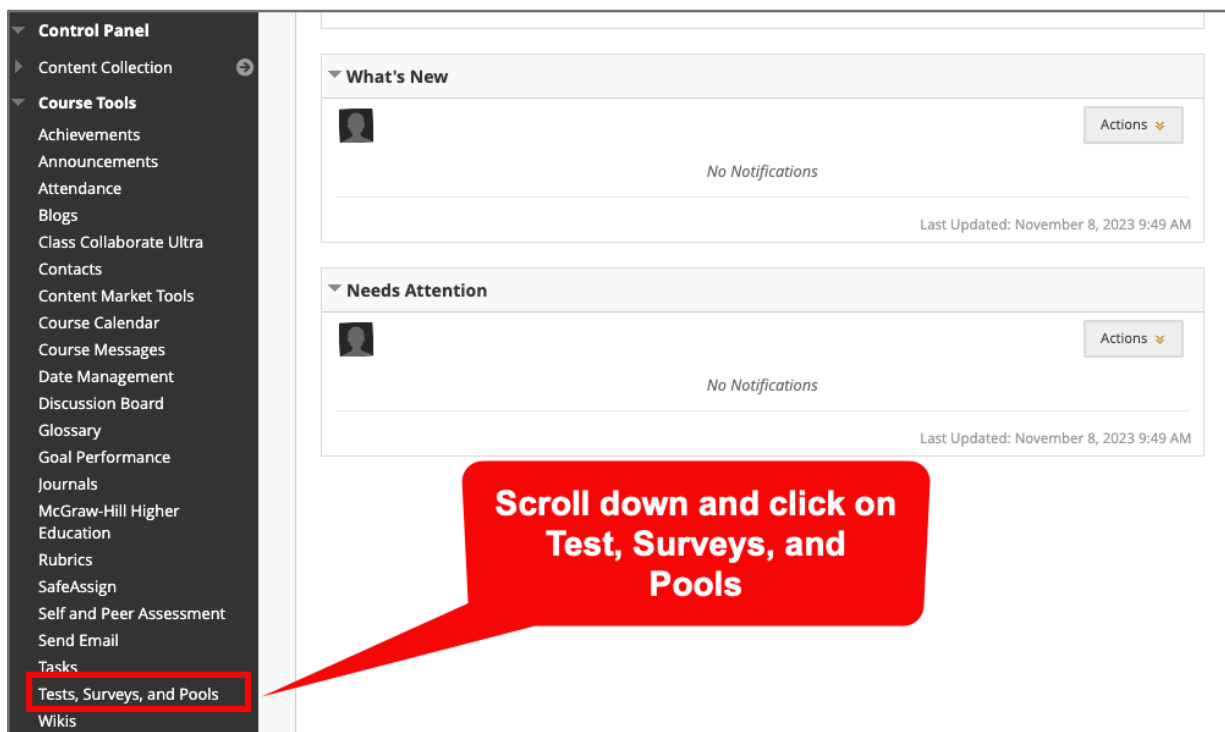 Control Panel
Content Collection
Course Tools
Achievements
Announcements
Attendance
Blogs
Class Collaborate Ultra
Contacts
Content Market Tools
Course Calendar
Course Messages
Date Management
Discussion Board
Glossary
Goal Performance
Journals
McGraw-Hill Higher
Education
Rubrics
SafeAssign
Self and Peer Assessment
Send Email
Tasks
Tests, Surveys, and Pools
Wikis
What's New
Actions
No Notifications
Last Updated: November 8, 2023 9:49 AM
Needs Attention
Actions
No Notifications
Last Updated: November 8, 2023 9:49 AM
Scroll down and click on
Test, Surveys, and
Pools